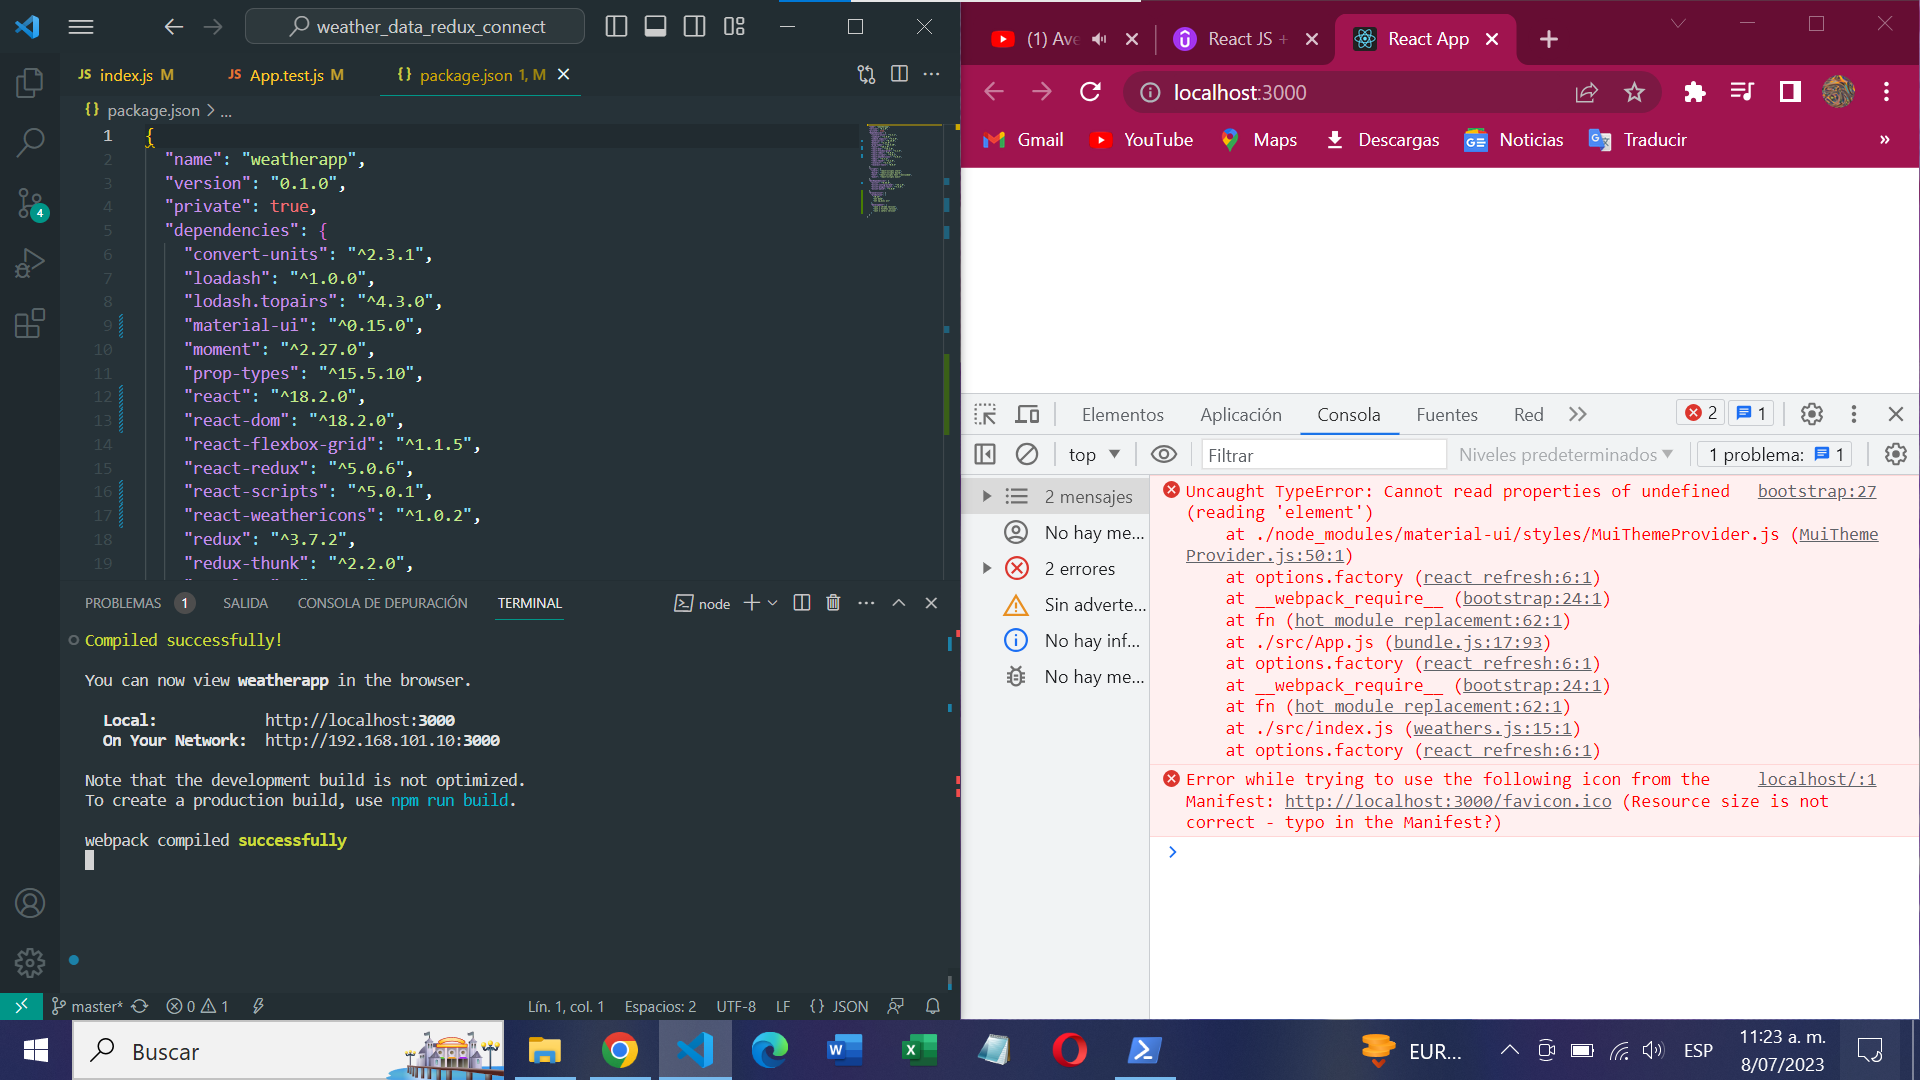 weather_data_redux_connect
JS index.js M
JS App.test.js M
{} package.json 1, M
{} package.json > ...
1 {
2 "name": "weatherapp",
3 "version": "0.1.0",
4 "private": true,
5 "dependencies": {
6 "convert-units": "^2.3.1",
7 "loadash": "^1.0.0",
8 "lodash.topairs": "^4.3.0",
9 "material-ui": "^0.15.0",
10 "moment": "^2.27.0",
11 "prop-types": "^15.5.10",
12 "react": "^18.2.0",
13 "react-dom": "^18.2.0",
14 "react-flexbox-grid": "^1.1.5",
15 "react-redux": "^5.0.6",
16 "react-scripts": "^5.0.1",
17 "react-weathericons": "^1.0.2",
18 "redux": "^3.7.2",
19 "redux-thunk": "^2.2.0",
4
PROBLEMAS 1 SALIDA CONSOLA DE DEPURACIÓN TERMINAL
node
Compiled successfully!
You can now view weatherapp in the browser.
Local: http://localhost:3000
On Your Network: http://192.168.101.10:3000
Note that the development build is not optimized.
To create a production build, use npm run build.
webpack compiled successfully
master* 0 1
Lín. 1, col. 1 Espacios: 2 UTF-8 LF {} JSON
(1) Ave
React JS +
React App
localhost:3000
Gmail YouTube Maps Descargas Noticias Traducir »
Elementos Aplicación Consola Fuentes Red
2 1
top Filtrar Niveles predeterminados 1 problema: 1
2 mensajes
No hay me...
2 errores
Sin adverte...
No hay inf...
No hay me...
Uncaught TypeError: Cannot read properties of undefined bootstrap:27
(reading 'element')
at ./node_modules/material-ui/styles/MuiThemeProvider.js (MuiTheme
Provider.js:50:1)
at options.factory (react refresh:6:1)
at __webpack_require__ (bootstrap:24:1)
at fn (hot module replacement:62:1)
at ./src/App.js (bundle.js:17:93)
at options.factory (react refresh:6:1)
at __webpack_require__ (bootstrap:24:1)
at fn (hot module replacement:62:1)
at ./src/index.js (weathers.js:15:1)
at options.factory (react refresh:6:1)
Error while trying to use the following icon from the localhost/:1
Manifest: http://localhost:3000/favicon.ico (Resource size is not
correct - typo in the Manifest?)
Buscar
EUR...
ESP
11:23 a. m.
8/07/2023